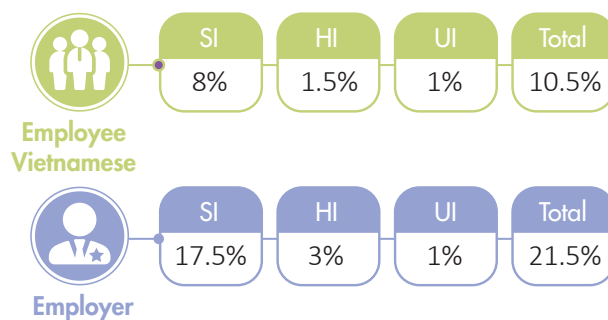 SI HI UI Total
8% 1.5% 1% 10.5%
Employee
Vietnamese
SI HI UI Total
17.5% 3% 1% 21.5%
Employer